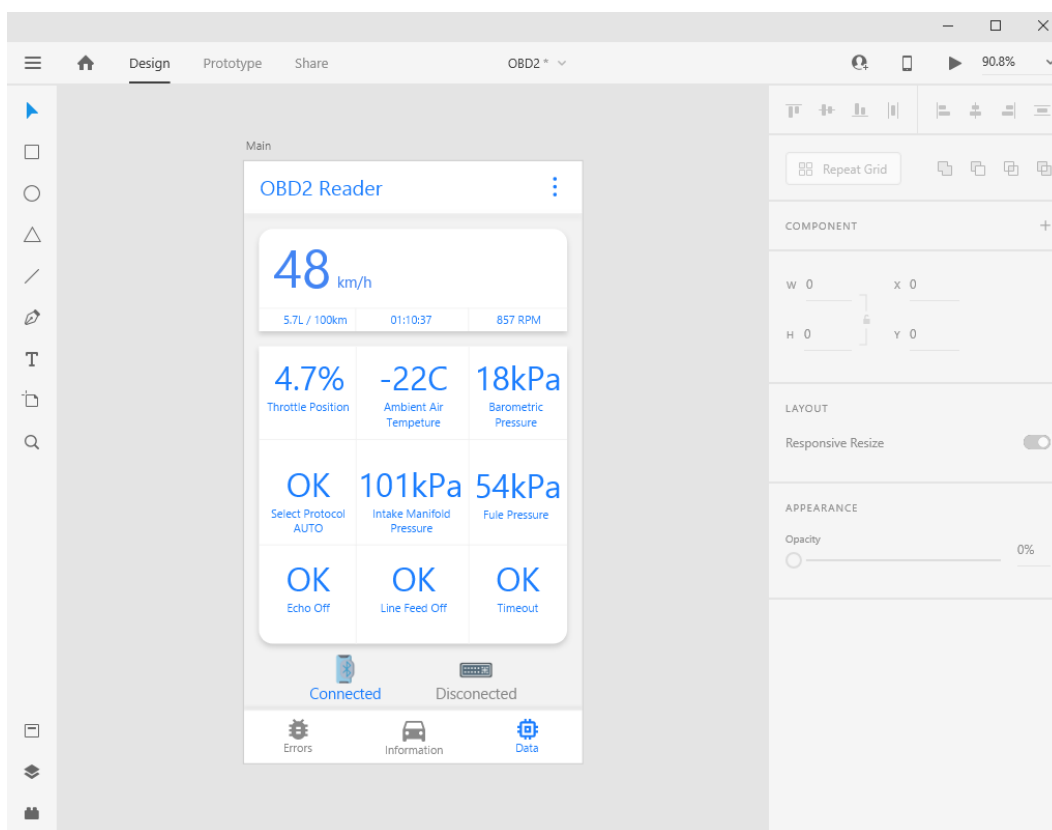 Design Prototype Share OBD2 * 90.8%
Main
OBD2 Reader
48 km/h
5.7L / 100km 01:10:37 857 RPM
4.7% -22C 18kPa
Throttle Position Ambient Air Barometric
Tempeture Pressure
OK 101kPa 54kPa
Select Protocol Intake Manifold Fule Pressure
AUTO Pressure
OK OK OK
Echo Off Line Feed Off Timeout
Connected Disconected
Errors Information Data
Repeat Grid
COMPONENT
W 0 X 0
H 0 Y 0
LAYOUT
Responsive Resize
APPEARANCE
Opacity
0%